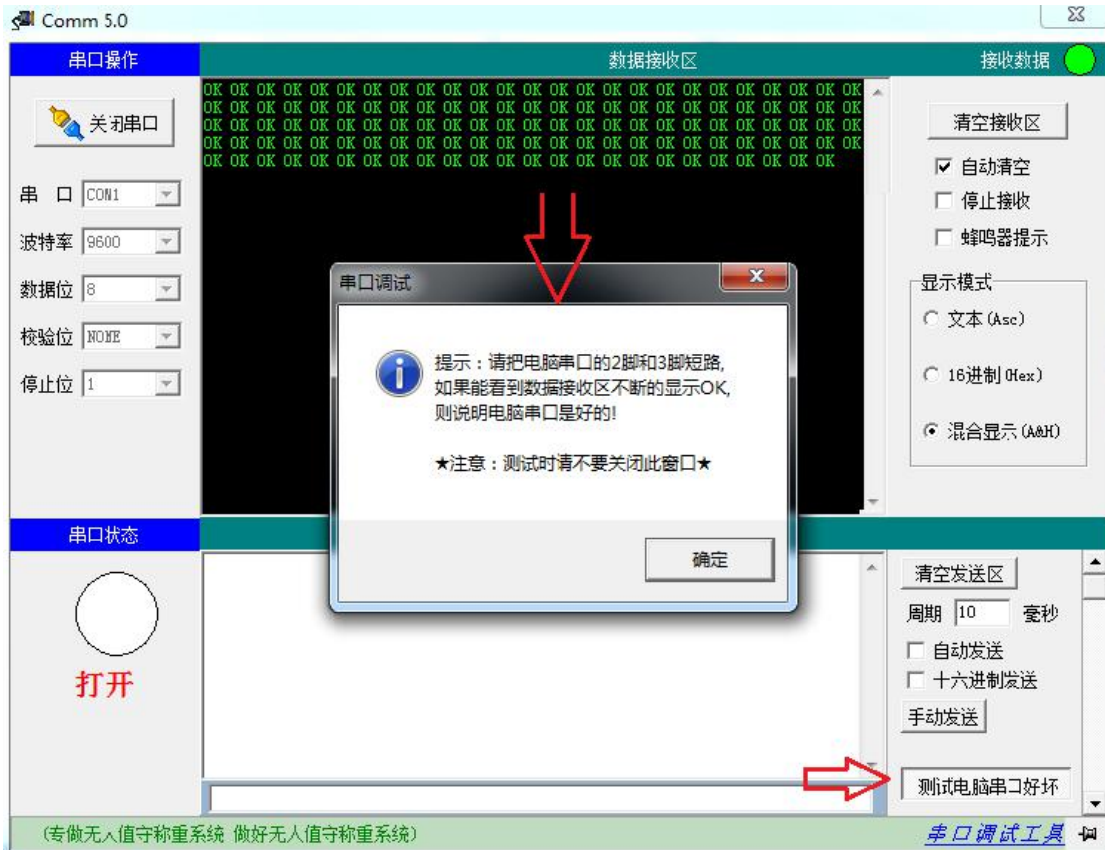 Comm 5.0
串口操作
数据接收区
接收数据
关闭串口
OK OK OK OK OK OK OK OK OK OK OK OK OK OK OK OK OK OK OK OK OK OK OK OK OK
OK OK OK OK OK OK OK OK OK OK OK OK OK OK OK OK OK OK OK OK OK OK OK OK OK
OK OK OK OK OK OK OK OK OK OK OK OK OK OK OK OK OK OK OK OK OK OK OK OK OK
OK OK OK OK OK OK OK OK OK OK OK OK OK OK OK OK OK OK OK OK OK OK OK OK OK
OK OK OK OK OK OK OK OK OK OK OK OK OK OK OK OK OK OK OK OK OK OK OK OK
清空接收区
自动清空
停止接收
蜂鸣器提示
串 口 COM1
波特率 9600
数据位 8
校验位 NONE
停止位 1
显示模式
文本(Asc)
16进制(Hex)
混合显示(A&H)
串口调试
提示：请把电脑串口的2脚和3脚短路,
如果能看到数据接收区不断的显示OK,
则说明电脑串口是好的!
★注意：测试时请不要关闭此窗口★
确定
串口状态
打开
清空发送区
周期 10 毫秒
自动发送
十六进制发送
手动发送
测试电脑串口好坏
(专做无人值守称重系统 做好无人值守称重系统)
串口调试工具